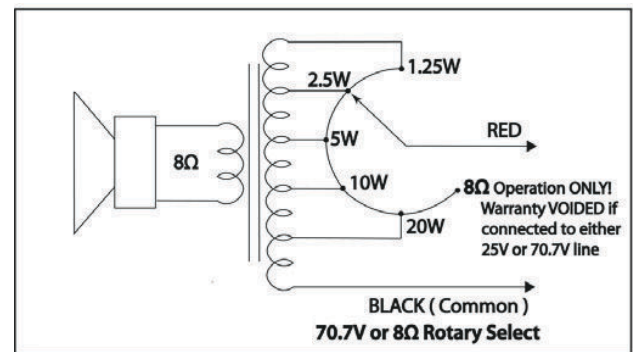 1.25W
2.5W
RED
5W
8Ω
10W
8Ω Operation ONLY!
Warranty VOIDED if
connected to either
25V or 70.7V line
20W
BLACK ( Common )
70.7V or 8Ω Rotary Select